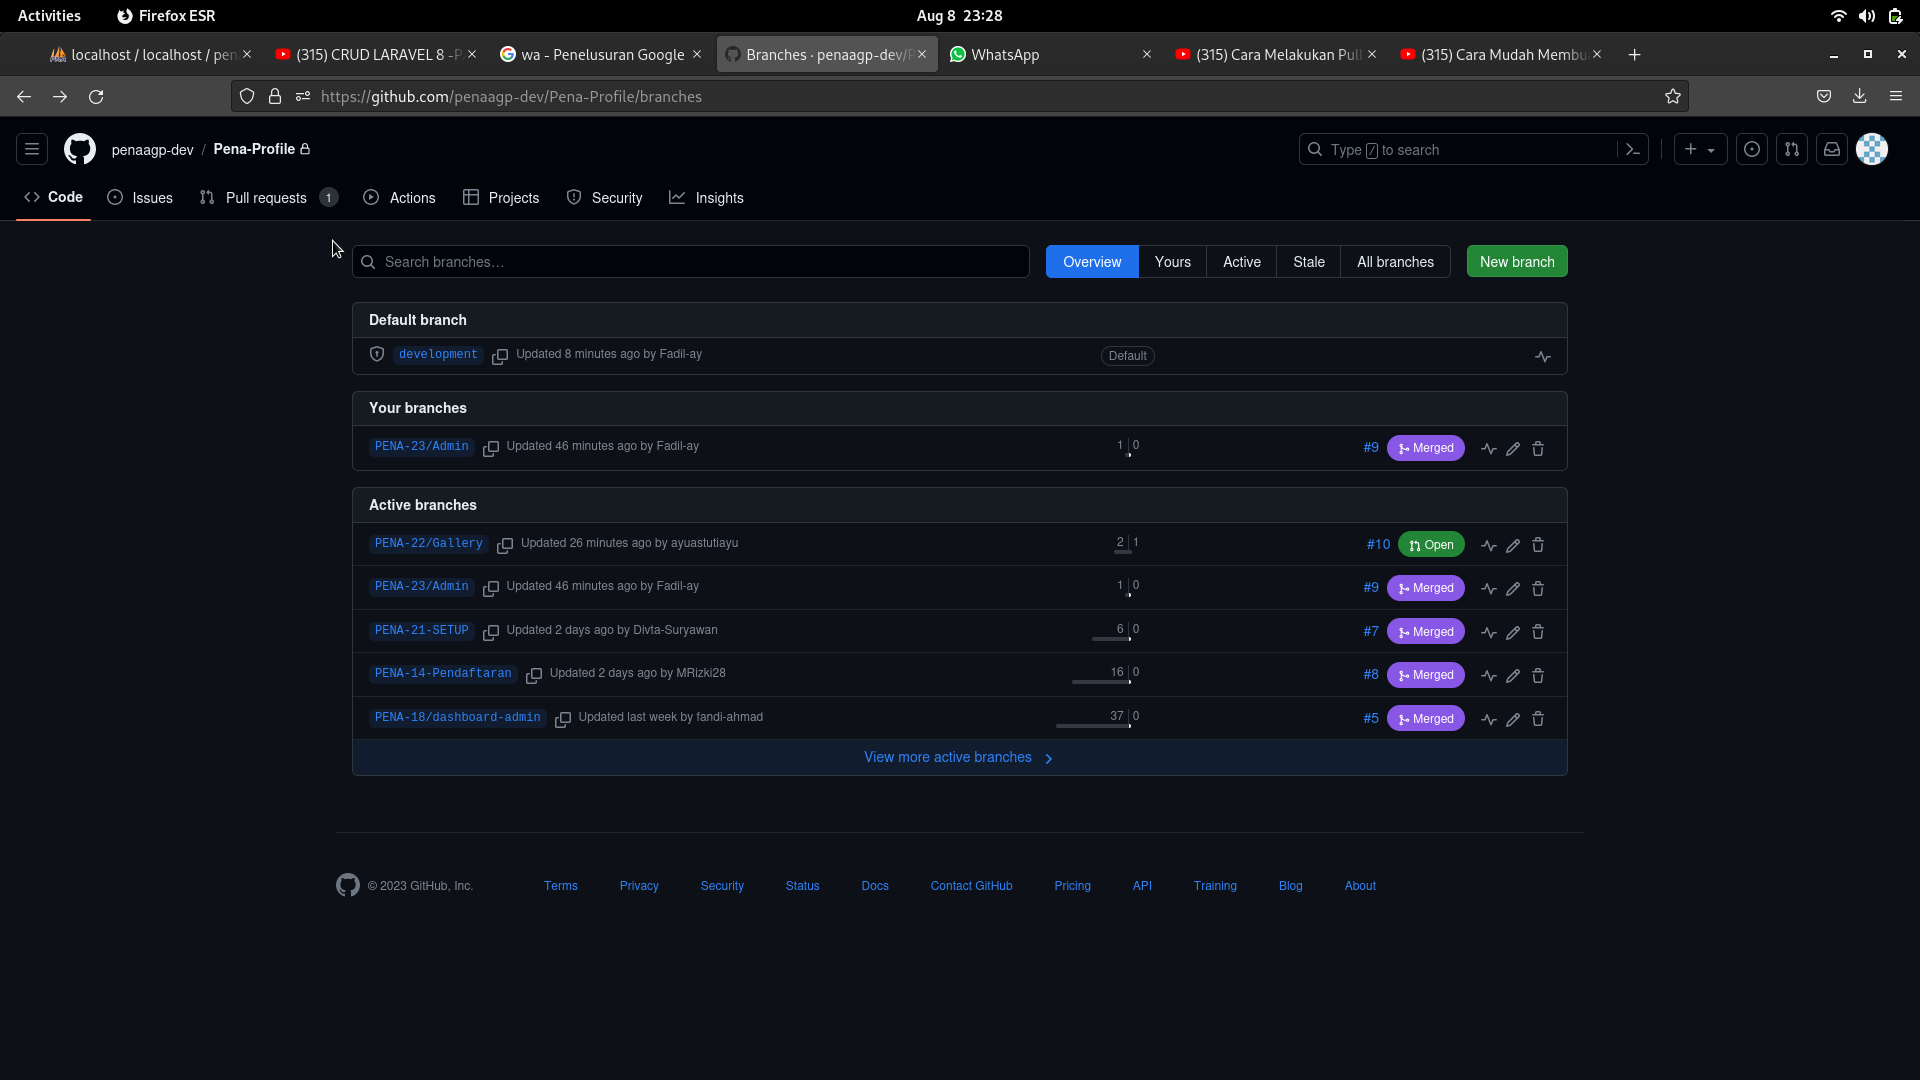 Activities Firefox ESR Aug 8 23:28
localhost / localhost / pen (315) CRUD LARAVEL 8 - wa - Penelusuran Google Branches · penaagp-dev/ WhatsApp (315) Cara Melakukan Pull (315) Cara Mudah Membu
https://github.com/penaagp-dev/Pena-Profile/branches
penaagp-dev / Pena-Profile Type / to search
Code Issues Pull requests 1 Actions Projects Security Insights
Search branches... Overview Yours Active Stale All branches New branch
Default branch
development Updated 8 minutes ago by Fadil-ay Default
Your branches
PENA-23/Admin Updated 46 minutes ago by Fadil-ay 1 0 #9 Merged
Active branches
PENA-22/Gallery Updated 26 minutes ago by ayuastutiayu 2 1 #10 Open
PENA-23/Admin Updated 46 minutes ago by Fadil-ay 1 0 #9 Merged
PENA-21-SETUP Updated 2 days ago by Divta-Suryawan 6 0 #7 Merged
PENA-14-Pendaftaran Updated 2 days ago by MRizki28 16 0 #8 Merged
PENA-18/dashboard-admin Updated last week by fandi-ahmad 37 0 #5 Merged
View more active branches
© 2023 GitHub, Inc. Terms Privacy Security Status Docs Contact GitHub Pricing API Training Blog About